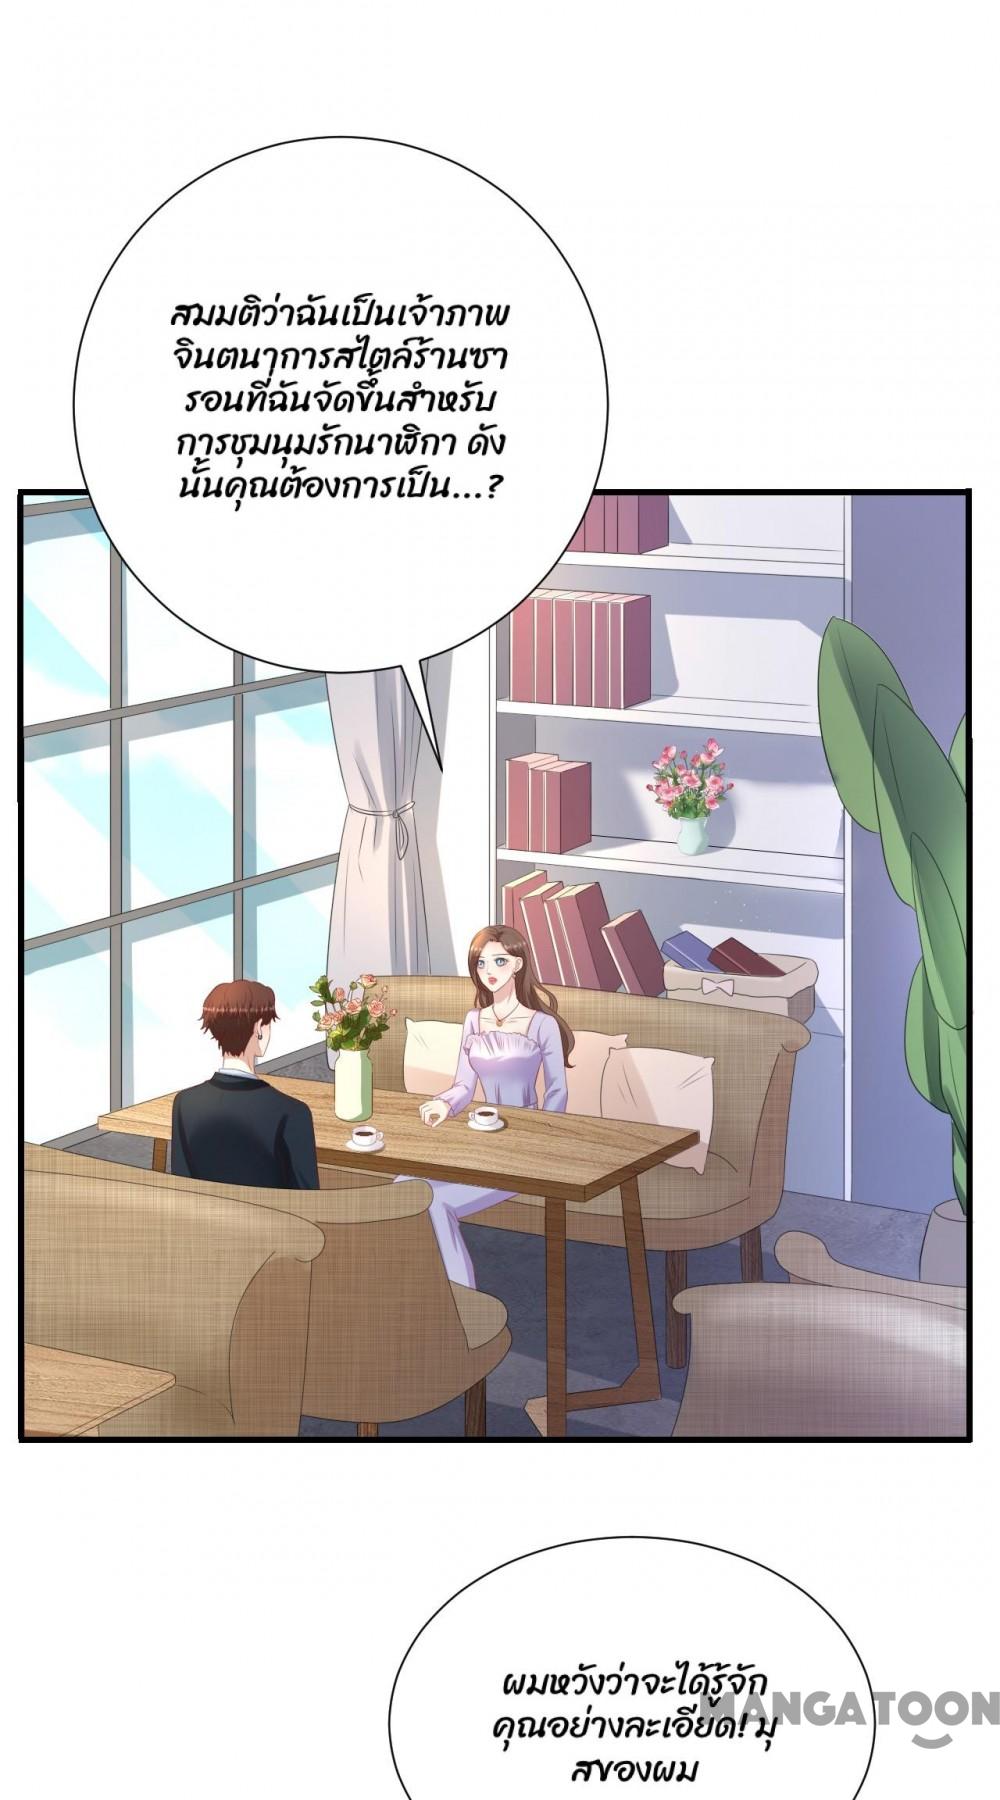 สมมติว่าฉันเป็นเจ้าภาพ
จินตนาการสไตล์ร้านซา
รอนที่ฉันจัดขึ้นสำหรับ
การชุมนุมรักนาฬิกา ดัง
นั้นคุณต้องการเป็น...?
ผมหวังว่าจะได้รู้จัก
คุณอย่างละเอียด! มุ
สของผม
MANGATOON